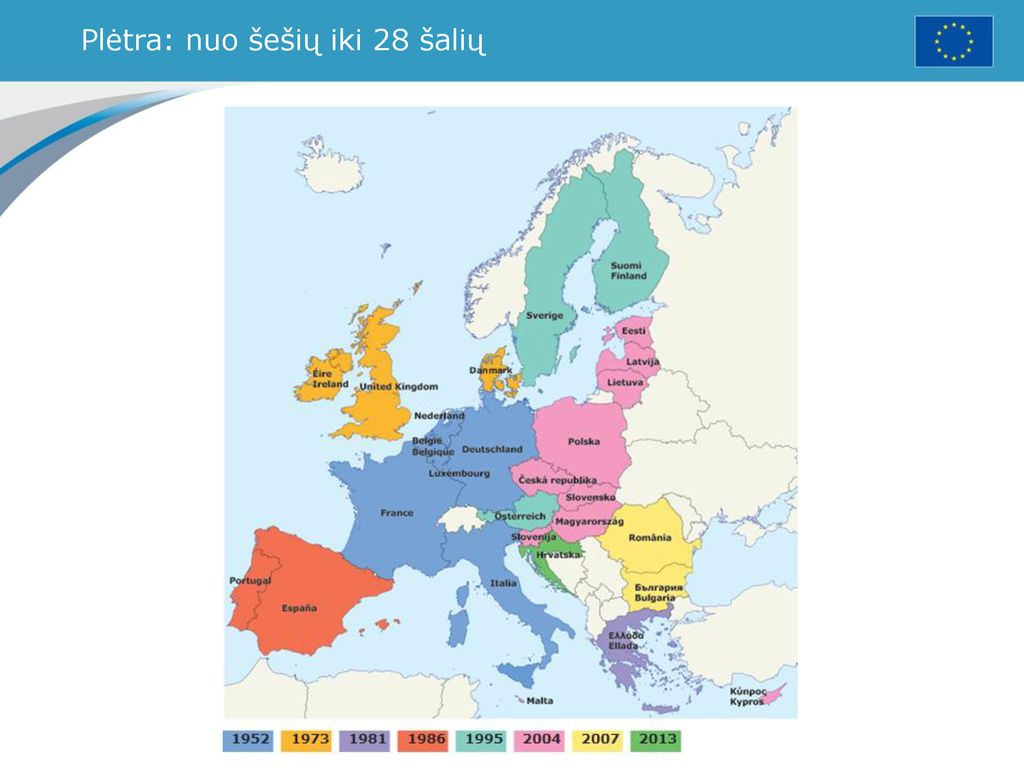 Plėtra: nuo šešių iki 28 šalių
Suomi
Finland
Sverige
Eesti
Latvija
Lietuva
Danmark
Éire
Ireland
United Kingdom
Nederland
België
Belgique
Deutschland
Polska
Luxembourg
Česká republika
Slovensko
France
Österreich
Magyarország
Slovenija
Hrvatska
România
Portugal
España
Italia
България
Bulgaria
Ελλάδα
Ellada
Malta
Κύπρος
Kypros
1952 1973 1981 1986 1995 2004 2007 2013